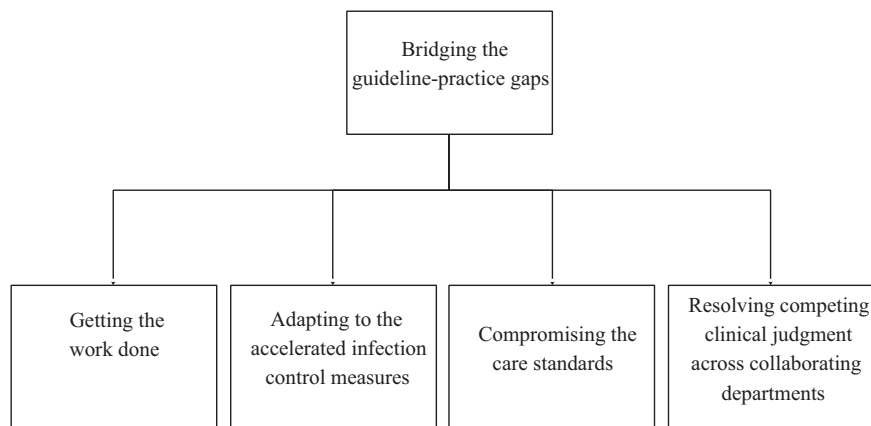 Bridging the
guideline-practice gaps
Getting the
work done
Adapting to the
accelerated infection
control measures
Compromising the
care standards
Resolving competing
clinical judgment
across collaborating
departments